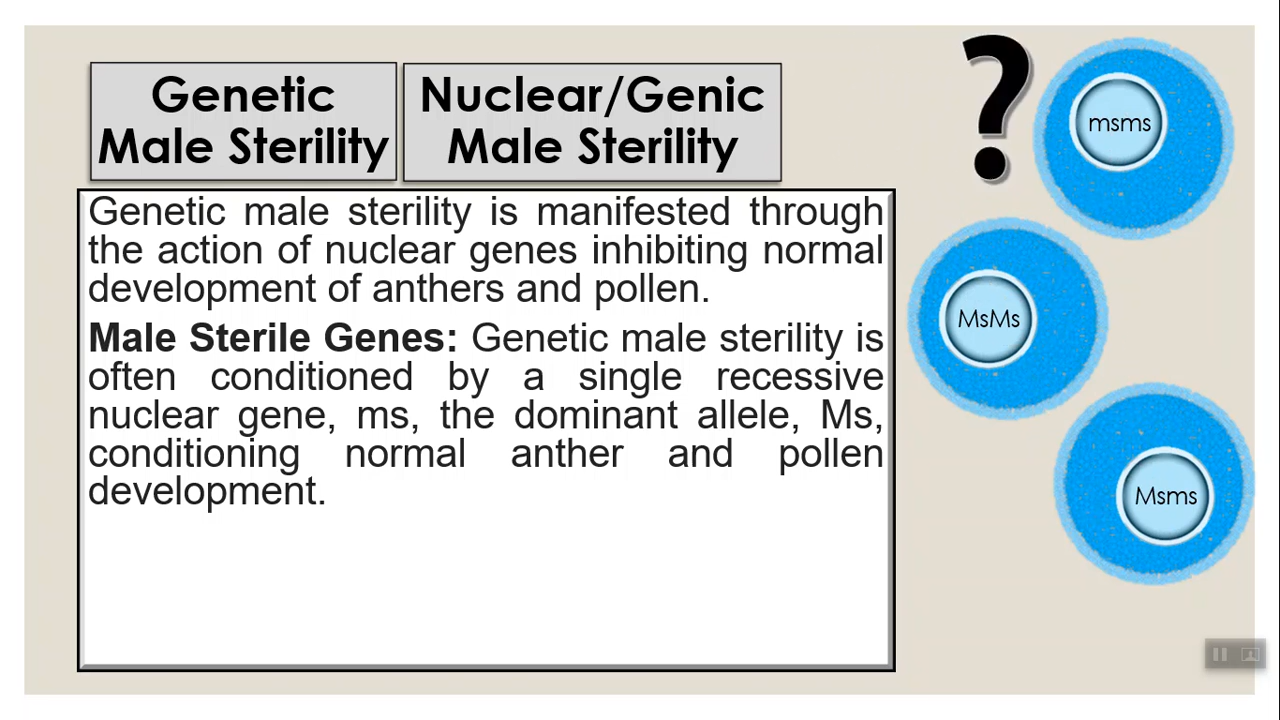 Genetic
Male Sterility
Nuclear/Genic
Male Sterility
Genetic male sterility is manifested through
the action of nuclear genes inhibiting normal
development of anthers and pollen.
Male Sterile Genes: Genetic male sterility is
often conditioned by a single recessive
nuclear gene, ms, the dominant allele, Ms,
conditioning normal anther and pollen
development.
?
msms
MsMs
Msms